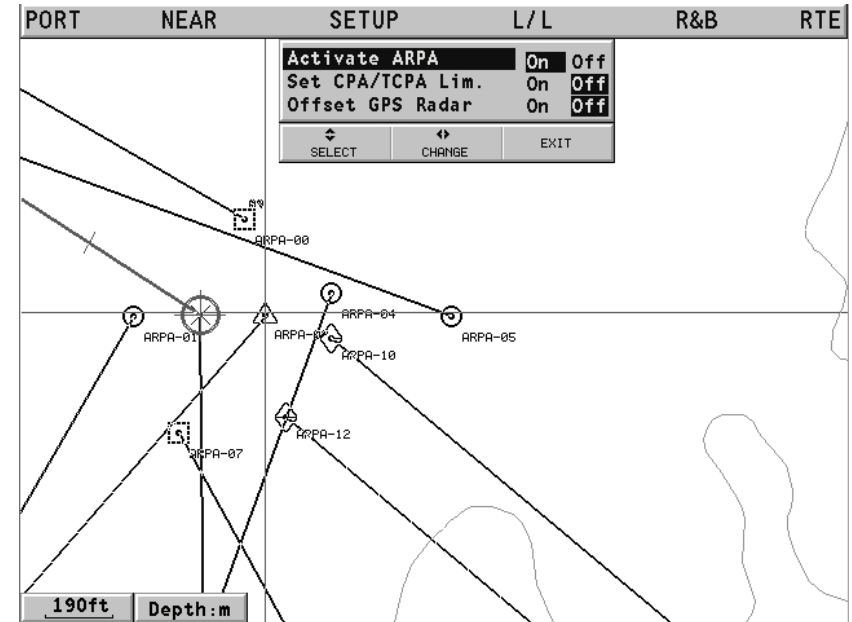 PORT NEAR SETUP L/L R&B RTE
Activate ARPA On Off
Set CPA/TCPA Lim. On Off
Offset GPS Radar On Off
SELECT CHANGE EXIT
ARPA-00
ARPA-04
ARPA-01
ARPA-05
ARPA-10
ARPA-12
ARPA-07
190ft Depth:m